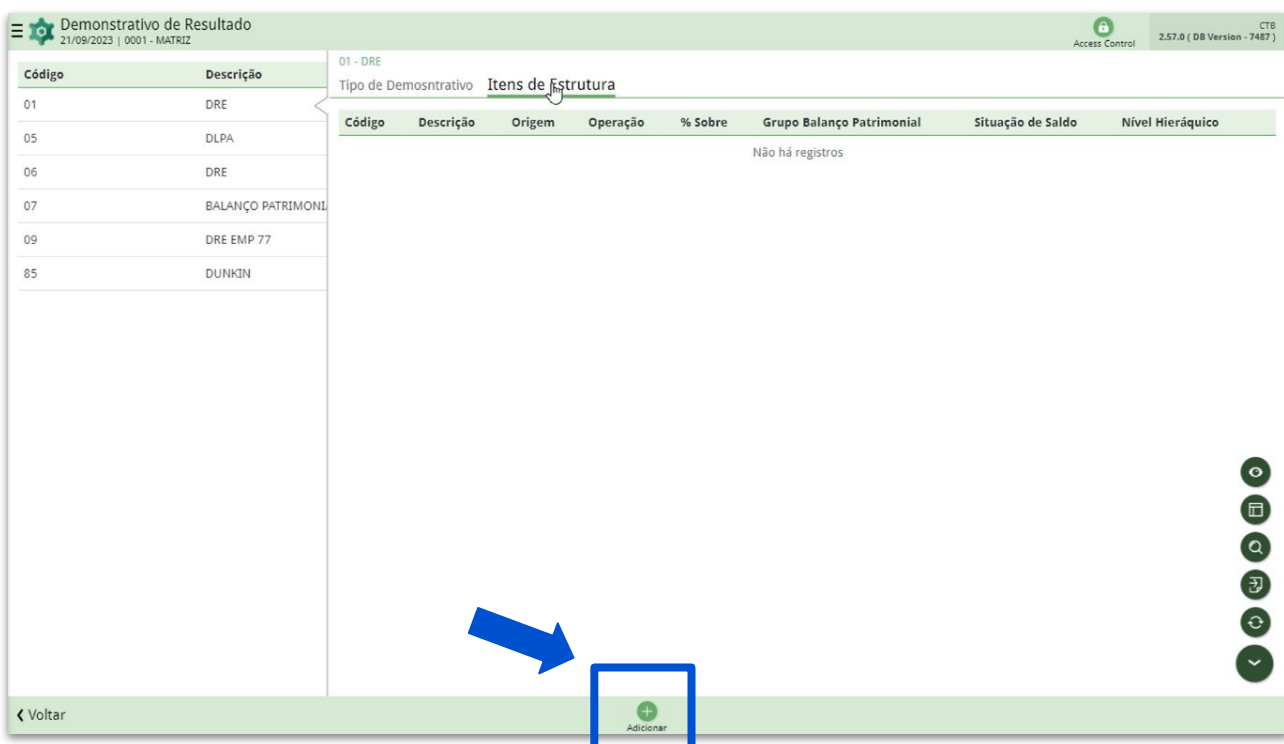 Demonstrativo de Resultado
21/09/2023 | 0001 - MATRIZ
Access Control
CTB
2.57.0 ( DB Version - 7487 )
Código Descrição
01 DRE
05 DLPA
06 DRE
07 BALANÇO PATRIMONI
09 DRE EMP 77
85 DUNKIN
01 - DRE
Tipo de Demosntrativo Itens de Estrutura
Código Descrição Origem Operação % Sobre Grupo Balanço Patrimonial Situação de Saldo Nível Hieráquico
Não há registros
Voltar
Adicionar